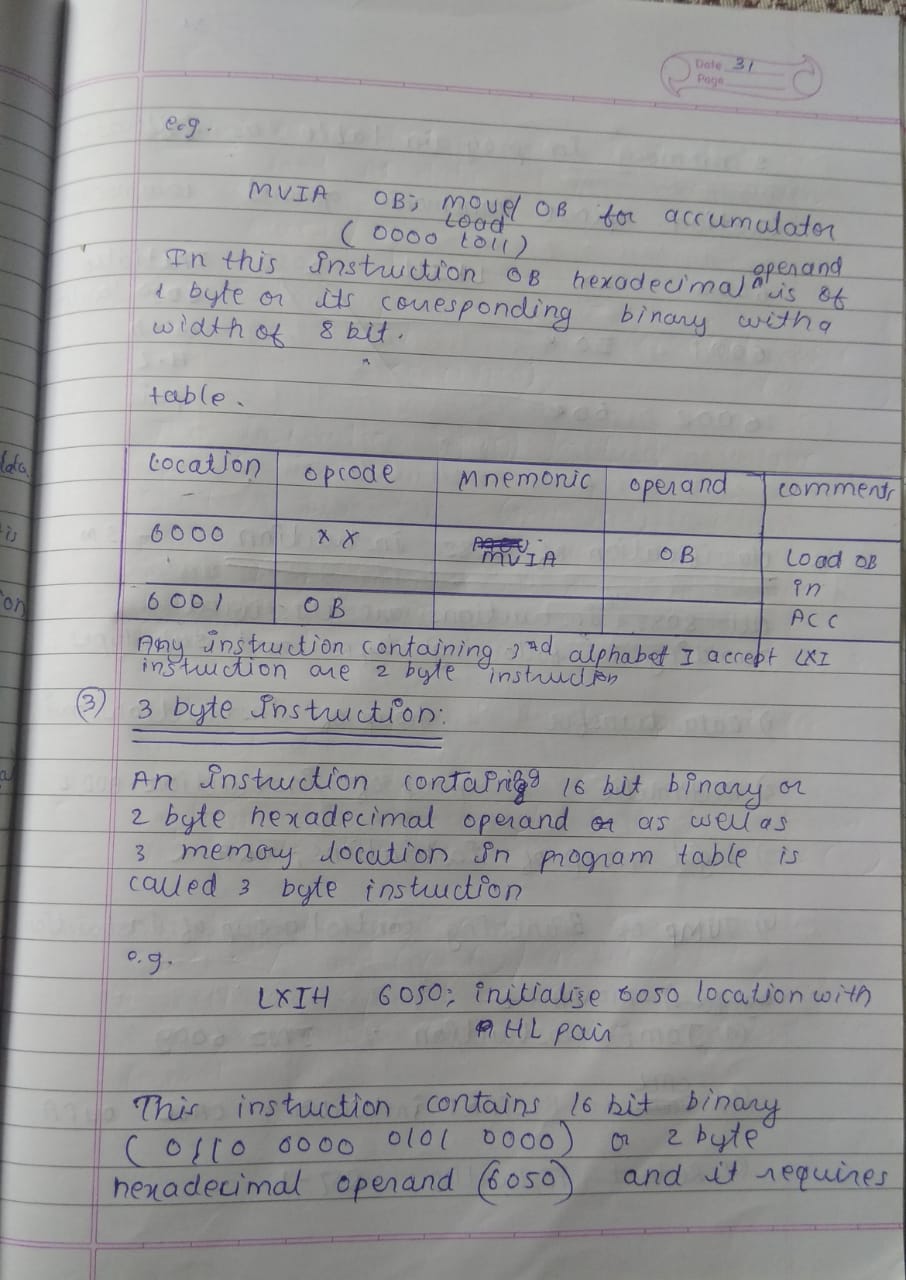 Date 31
Page
e.g.
MVIA OB; move/ OB for accumulator
Load
(0000 1011)
In this instruction OB hexadecimal operand is of
1 byte or its corresponding binary with a
width of 8 bit.
table.
Location opcode Mnemonic operand comments
6000 XX MVIA OB Load OB
in
6001 OB ACC
Any instruction containing 3rd alphabet I accept LXI
instruction are 2 byte instruction
(3) 3 byte instruction:
An instruction containing 16 bit binary or
2 byte hexadecimal operand or as well as
3 memory location in program table is
called 3 byte instruction
e.g.
LXIH 6050; initialize 6050 location with
HL pair
This instruction contains 16 bit binary
(0110 0000 0101 0000) or 2 byte
hexadecimal operand (6050) and it requires